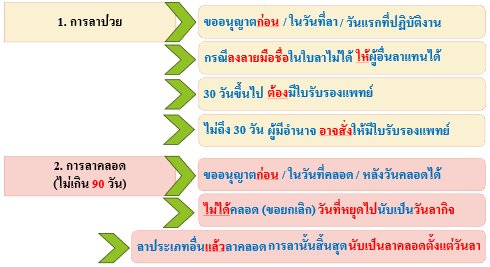 1. การลาป่วย
ขออนุญาตก่อน / ในวันที่ลา / วันแรกที่ปฏิบัติงาน
กรณีลงลายมือชื่อในใบลาไม่ได้ ให้ผู้อื่นลาแทนได้
30 วันขึ้นไป ต้องมีใบรับรองแพทย์
ไม่ถึง 30 วัน ผู้มีอำนาจ อาจสั่งให้มีใบรับรองแพทย์
2. การลาคลอด
(ไม่เกิน 90 วัน)
ขออนุญาตก่อน / ในวันที่คลอด / หลังวันคลอดได้
ไม่ได้คลอด (ขอยกเลิก) วันที่หยุดไปนับเป็นวันลากิจ
ลาประเภทอื่นแล้วลาคลอด การลานั้นสิ้นสุด นับเป็นลาคลอดตั้งแต่วันลา